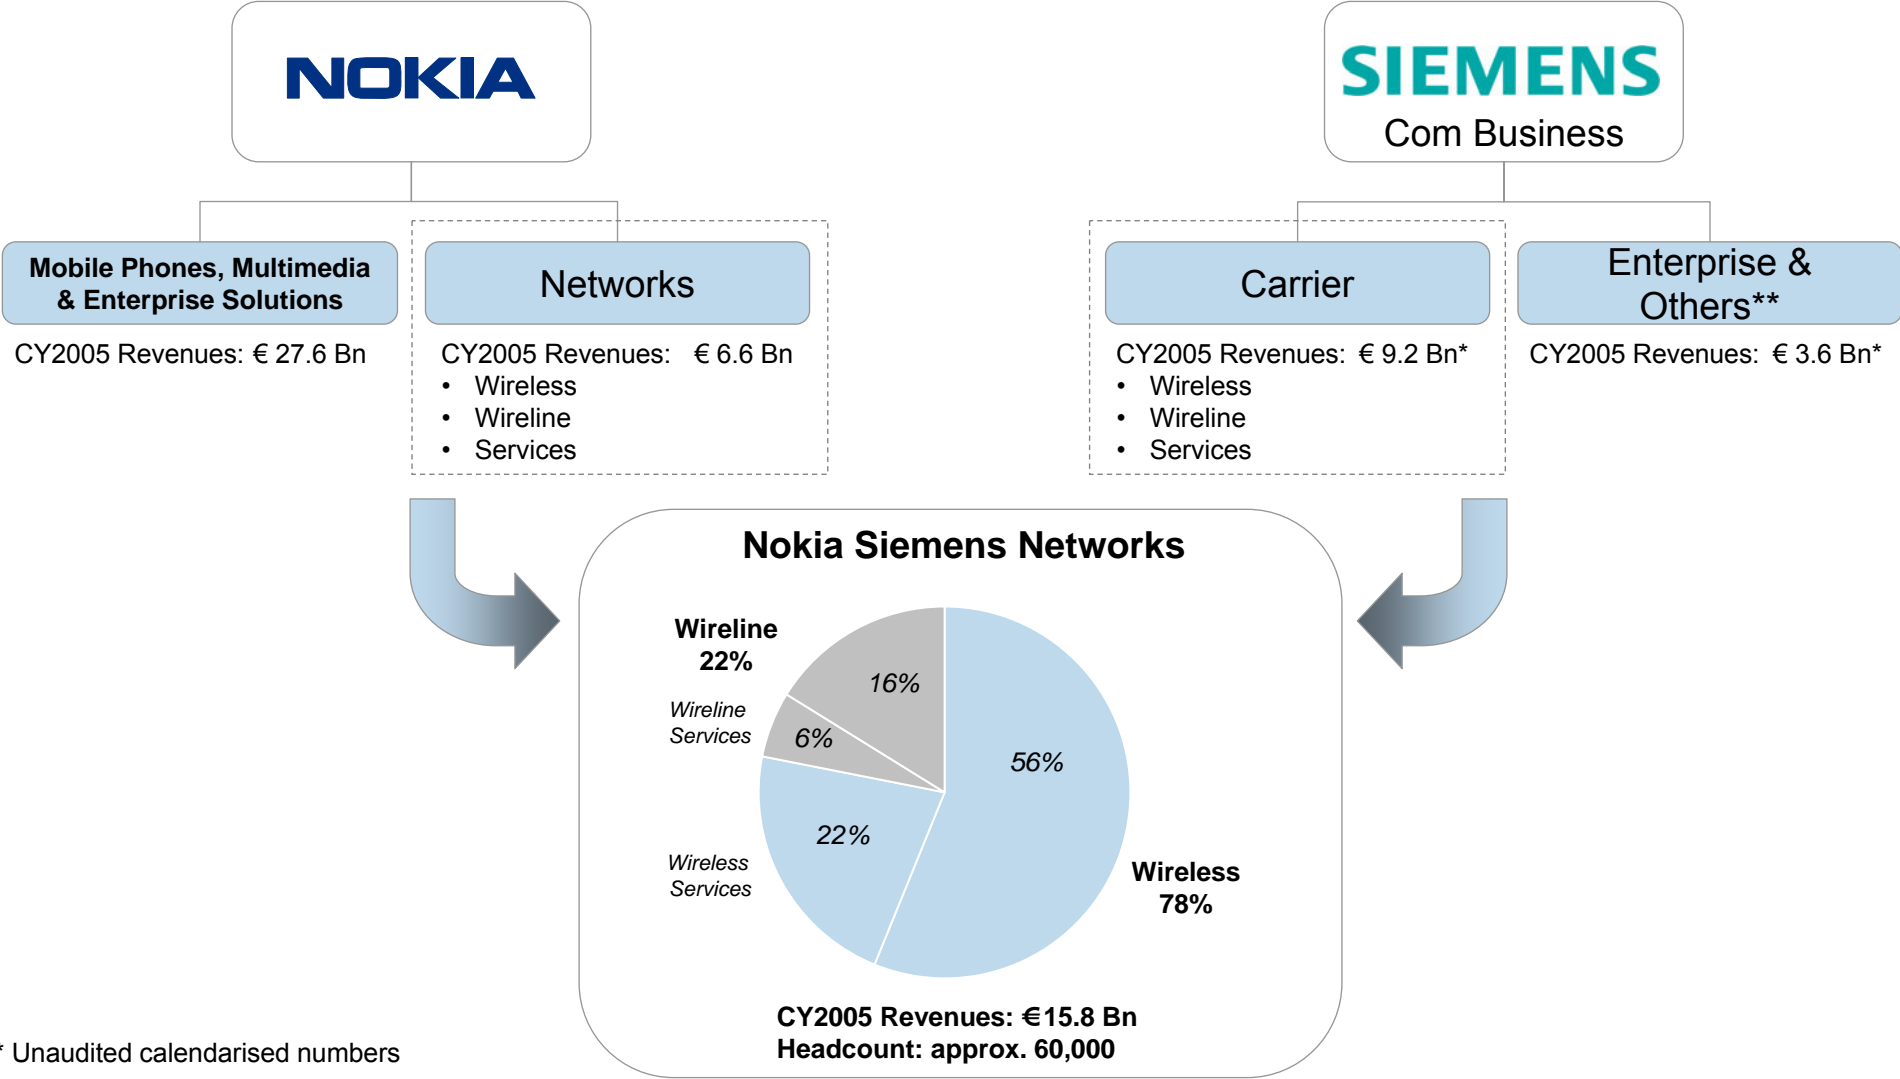 NOKIA
SIEMENS
Com Business
Mobile Phones, Multimedia
& Enterprise Solutions
CY2005 Revenues: € 27.6 Bn
Networks
CY2005 Revenues: € 6.6 Bn
• Wireless
• Wireline
• Services
Carrier
CY2005 Revenues: € 9.2 Bn*
• Wireless
• Wireline
• Services
Enterprise &
Others**
CY2005 Revenues: € 3.6 Bn*
Nokia Siemens Networks
Wireline
22%
16%
Wireline
Services
6%
56%
22%
Wireless
Services
Wireless
78%
CY2005 Revenues: €15.8 Bn
Headcount: approx. 60,000
* Unaudited calendarised numbers